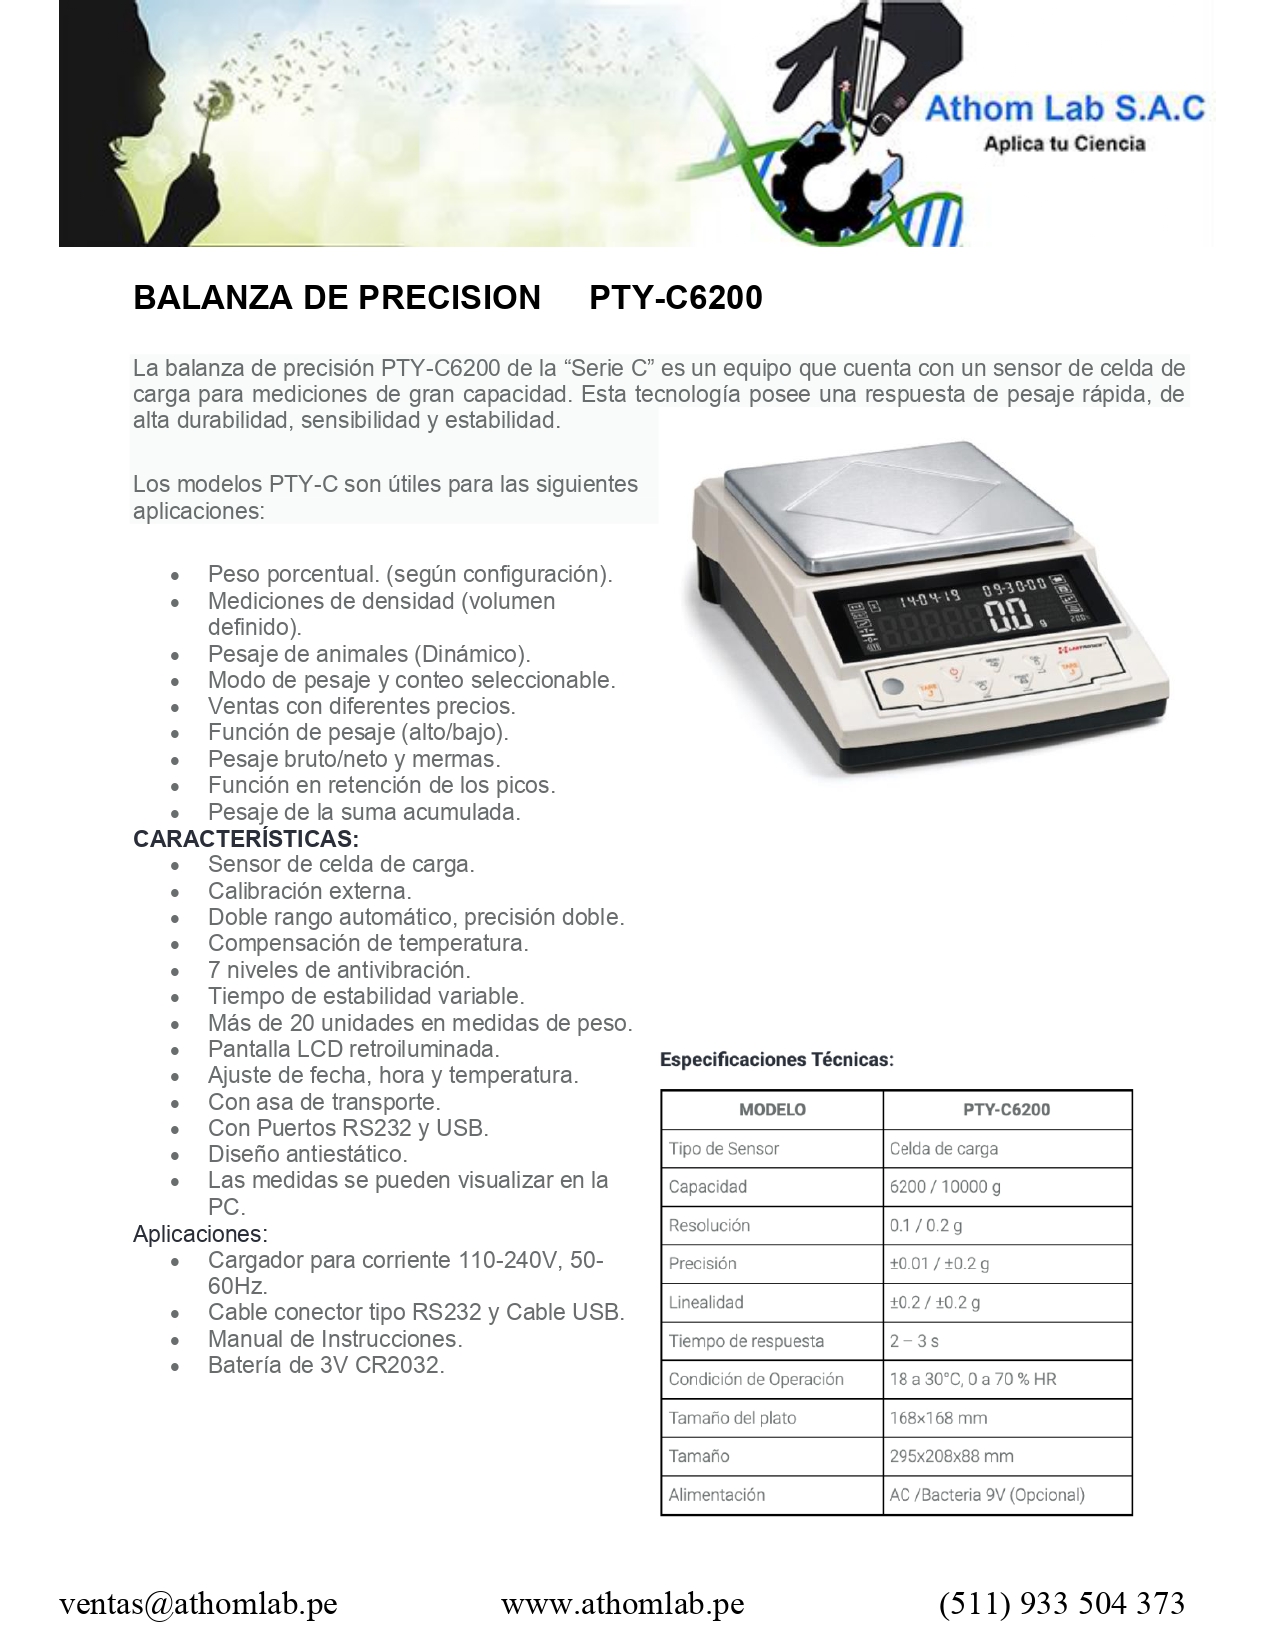 Athom Lab S.A.C
Aplica tu Ciencia
BALANZA DE PRECISION PTY-C6200
La balanza de precisión PTY-C6200 de la “Serie C” es un equipo que cuenta con un sensor de celda de
carga para mediciones de gran capacidad. Esta tecnología posee una respuesta de pesaje rápida, de
alta durabilidad, sensibilidad y estabilidad.
Los modelos PTY-C son útiles para las siguientes
aplicaciones:
• Peso porcentual. (según configuración).
• Mediciones de densidad (volumen
definido).
• Pesaje de animales (Dinámico).
• Modo de pesaje y conteo seleccionable.
• Ventas con diferentes precios.
• Función de pesaje (alto/bajo).
• Pesaje bruto/neto y mermas.
• Función en retención de los picos.
• Pesaje de la suma acumulada.
14-04-19 09-30-00
0.0 g
TARE
TARE
CARACTERÍSTICAS:
• Sensor de celda de carga.
• Calibración externa.
• Doble rango automático, precisión doble.
• Compensación de temperatura.
• 7 niveles de antivibración.
• Tiempo de estabilidad variable.
• Más de 20 unidades en medidas de peso.
• Pantalla LCD retroiluminada.
• Ajuste de fecha, hora y temperatura.
• Con asa de transporte.
• Con Puertos RS232 y USB.
• Diseño antiestático.
• Las medidas se pueden visualizar en la
PC.
Aplicaciones:
• Cargador para corriente 110-240V, 50-
60Hz.
• Cable conector tipo RS232 y Cable USB.
• Manual de Instrucciones.
• Batería de 3V CR2032.
Especificaciones Técnicas:
MODELO PTY-C6200
Tipo de Sensor Celda de carga
Capacidad 6200 / 10000 g
Resolución 0.1 / 0.2 g
Precisión ±0.01 / ±0.2 g
Linealidad ±0.2 / ±0.2 g
Tiempo de respuesta 2 – 3 s
Condición de Operación 18 a 30°C, 0 a 70 % HR
Tamaño del plato 168×168 mm
Tamaño 295x208x88 mm
Alimentación AC /Bacteria 9V (Opcional)
ventas@athomlab.pe www.athomlab.pe (511) 933 504 373